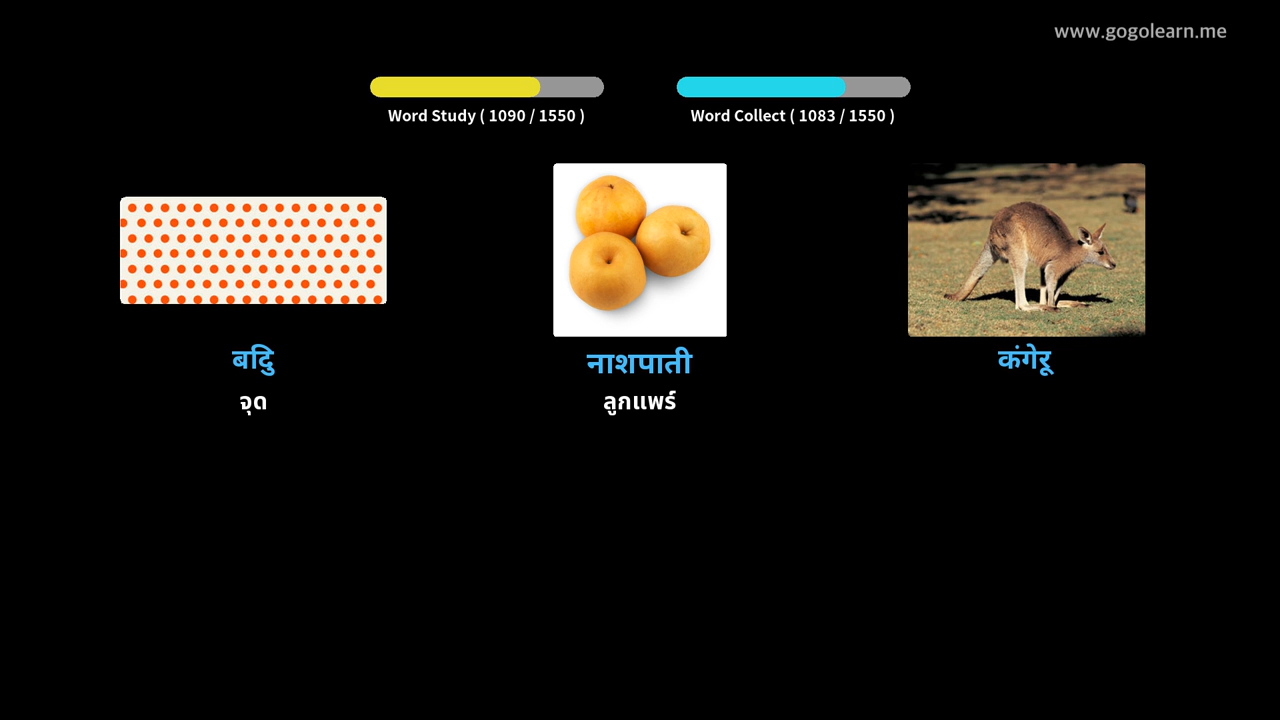 www.gogolearn.me
Word Study ( 1090 / 1550 )
Word Collect ( 1083 / 1550 )
बिदु
จุด
नाशपाती
ลูกแพร์
कंगेरू